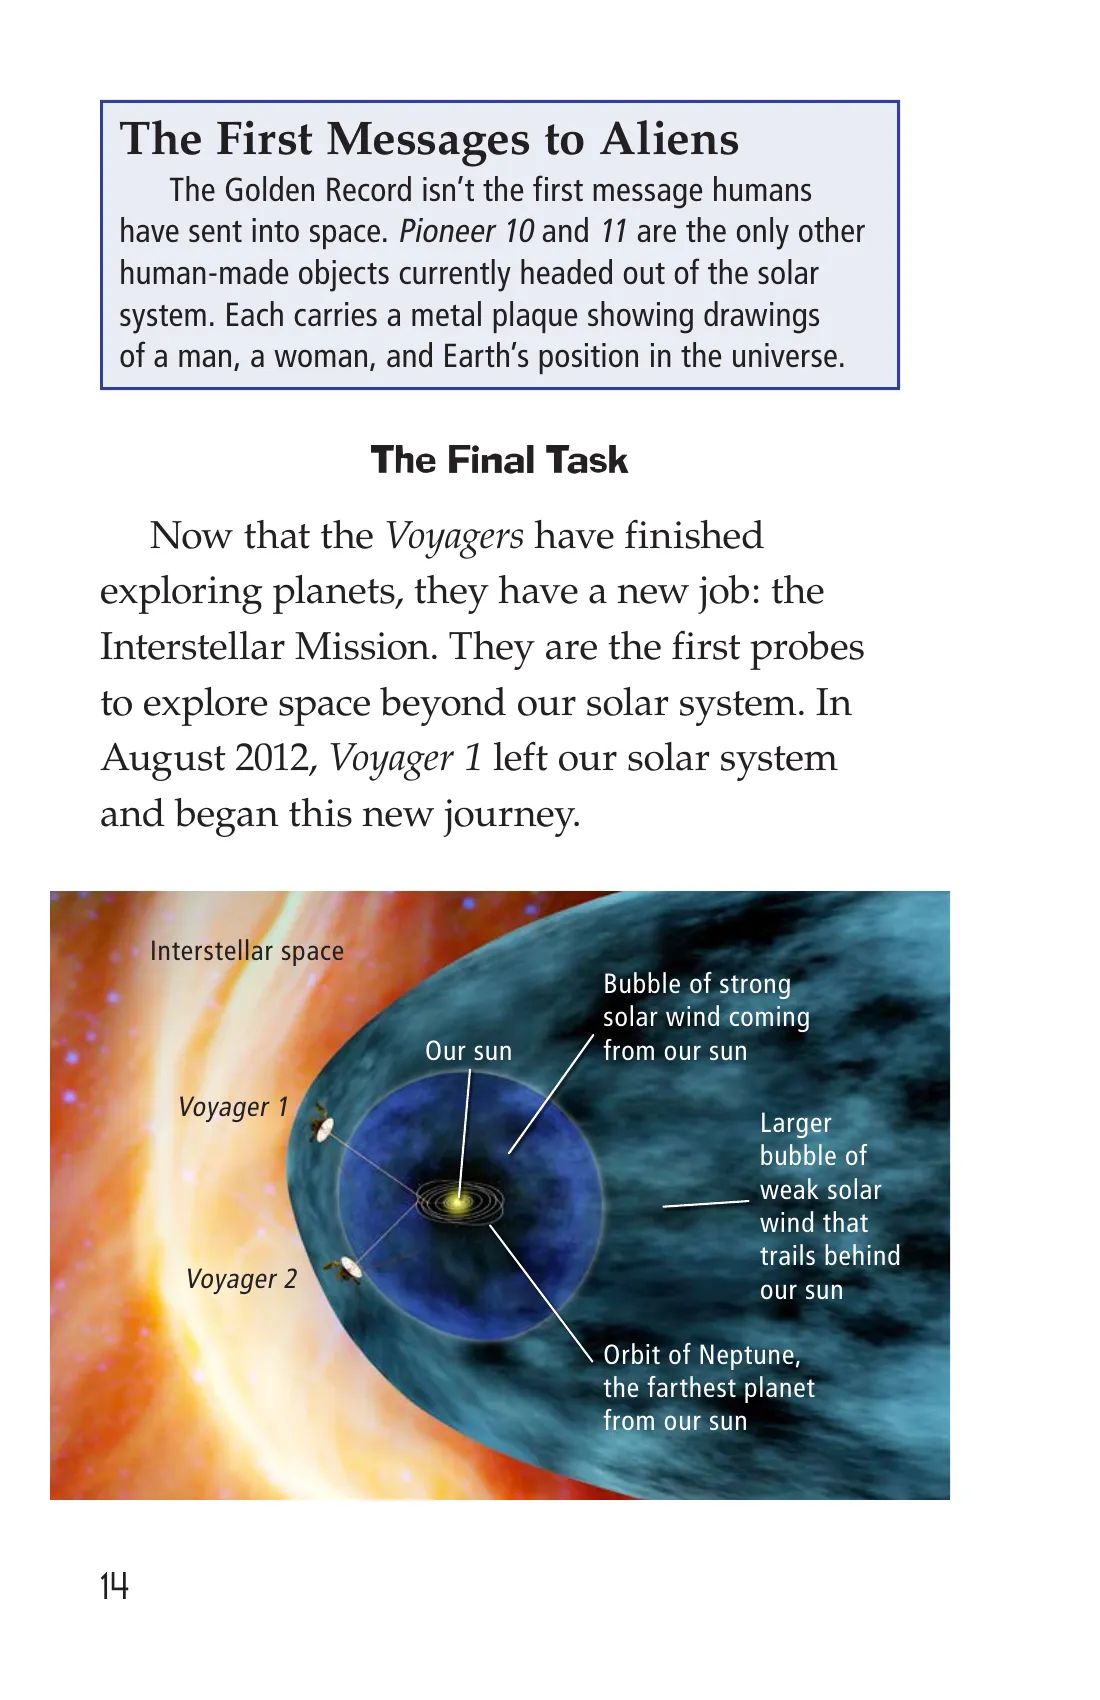 The First Messages to Aliens
The Golden Record isn’t the first message humans
have sent into space. Pioneer 10 and 11 are the only other
human-made objects currently headed out of the solar
system. Each carries a metal plaque showing drawings
of a man, a woman, and Earth’s position in the universe.
The Final Task
Now that the Voyagers have finished
exploring planets, they have a new job: the
Interstellar Mission. They are the first probes
to explore space beyond our solar system. In
August 2012, Voyager 1 left our solar system
and began this new journey.
Interstellar space
Bubble of strong
solar wind coming
from our sun
Our sun
Voyager 1
Larger
bubble of
weak solar
wind that
trails behind
our sun
Voyager 2
Orbit of Neptune,
the farthest planet
from our sun
14